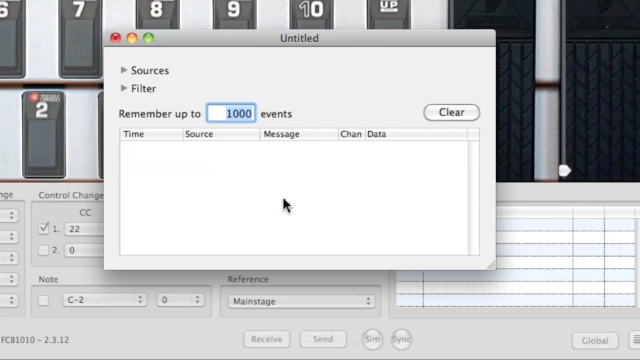 6
7
8
9
10
UP
Untitled
Sources
Filter
Remember up to 1000 events
Clear
Time Source Message Chan Data
2
Control Change
CC
1. 22
2. 0
Note
C-2 0
Reference
Mainstage
FCB1010 - 2.3.12
Receive Send Sim Sync
Global